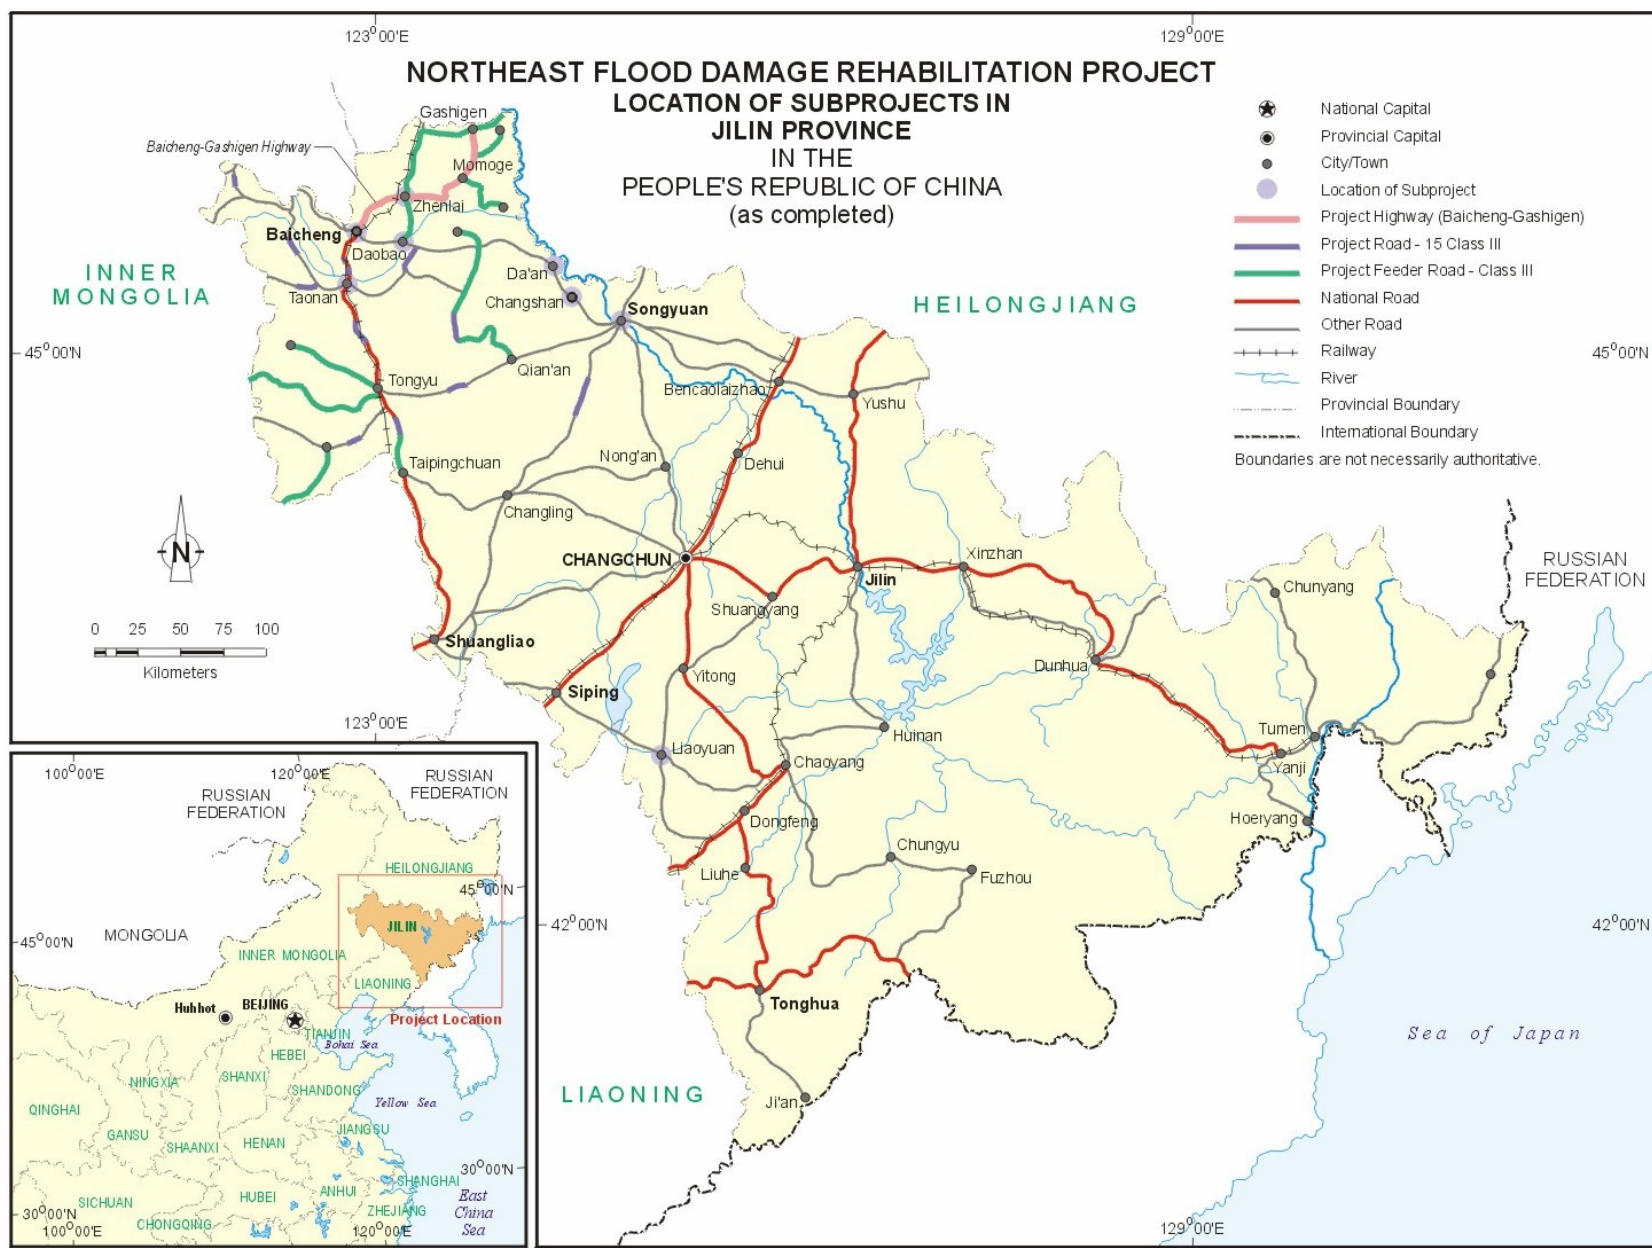 123°00'E
129°00'E
NORTHEAST FLOOD DAMAGE REHABILITATION PROJECT
LOCATION OF SUBPROJECTS IN
JILIN PROVINCE
IN THE
PEOPLE'S REPUBLIC OF CHINA
(as completed)
National Capital
Provincial Capital
City/Town
Location of Subproject
Project Highway (Baicheng-Gashigen)
Project Road - 15 Class III
Project Feeder Road - Class III
National Road
Other Road
Railway
River
Provincial Boundary
International Boundary
Boundaries are not necessarily authoritative.
Gashigen
Baicheng-Gashigen Highway
Momoge
Zhenlai
Baicheng
Daobao
INNER
MONGOLIA
Da'an
Taonan
Changshan
Songyuan
HEILONGJIANG
45°00'N
45°00'N
Qian'an
Tongyu
Bencaolaizhao
Yushu
Taipingchuan
Nong'an
Dehui
Changling
N
CHANGCHUN
Jilin
Xinzhan
RUSSIAN
FEDERATION
Chunyang
Shuangyang
0 25 50 75 100
Kilometers
Shuangliao
Dunhua
Yitong
Siping
123°00'E
Liaoyuan
Huinan
Tumen
Yanji
Chaoyang
Dongfeng
Hoeryang
Chungyu
Liuhe
Fuzhou
42°00'N
42°00'N
Tonghua
Sea of Japan
LIAONING
Ji'an
129°00'E
100°00'E
120°00'E
RUSSIAN
FEDERATION
RUSSIAN
FEDERATION
HEILONGJIANG
45°00'N
JILIN
MONGOLIA
45°00'N
INNER MONGOLIA
LIAONING
Huhhot
BEIJING
Project Location
TIANJIN
Bohai Sea
HEBEI
NINGXIA
SHANXI
SHANDONG
Yellow Sea
QINGHAI
GANSU
SHAANXI
HENAN
JIANGSU
30°00'N
SHANGHAI
SICHUAN
HUBEI
ANHUI
East
China
Sea
ZHEJIANG
CHONGQING
30°00'N
100°00'E
120°00'E